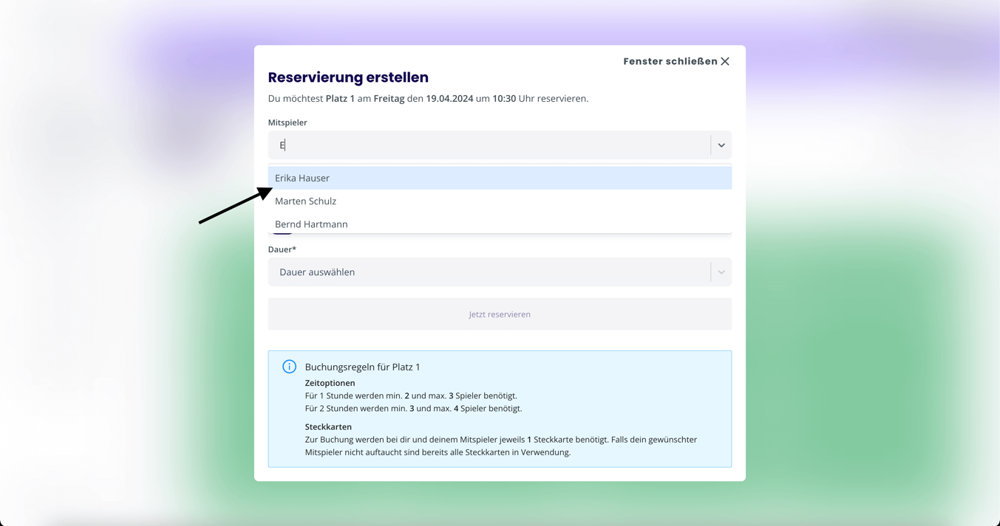 Fenster schließen
Reservierung erstellen
Du möchtest Platz 1 am Freitag den 19.04.2024 um 10:30 Uhr reservieren.
Mitspieler
E
Erika Hauser
Marten Schulz
Bernd Hartmann
Dauer*
Dauer auswählen
Jetzt reservieren
Buchungsregeln für Platz 1
Zeitoptionen
Für 1 Stunde werden min. 2 und max. 3 Spieler benötigt.
Für 2 Stunden werden min. 3 und max. 4 Spieler benötigt.
Steckkarten
Zur Buchung werden bei dir und deinem Mitspieler jeweils 1 Steckkarte benötigt. Falls dein gewünschter
Mitspieler nicht auftaucht sind bereits alle Steckkarten in Verwendung.